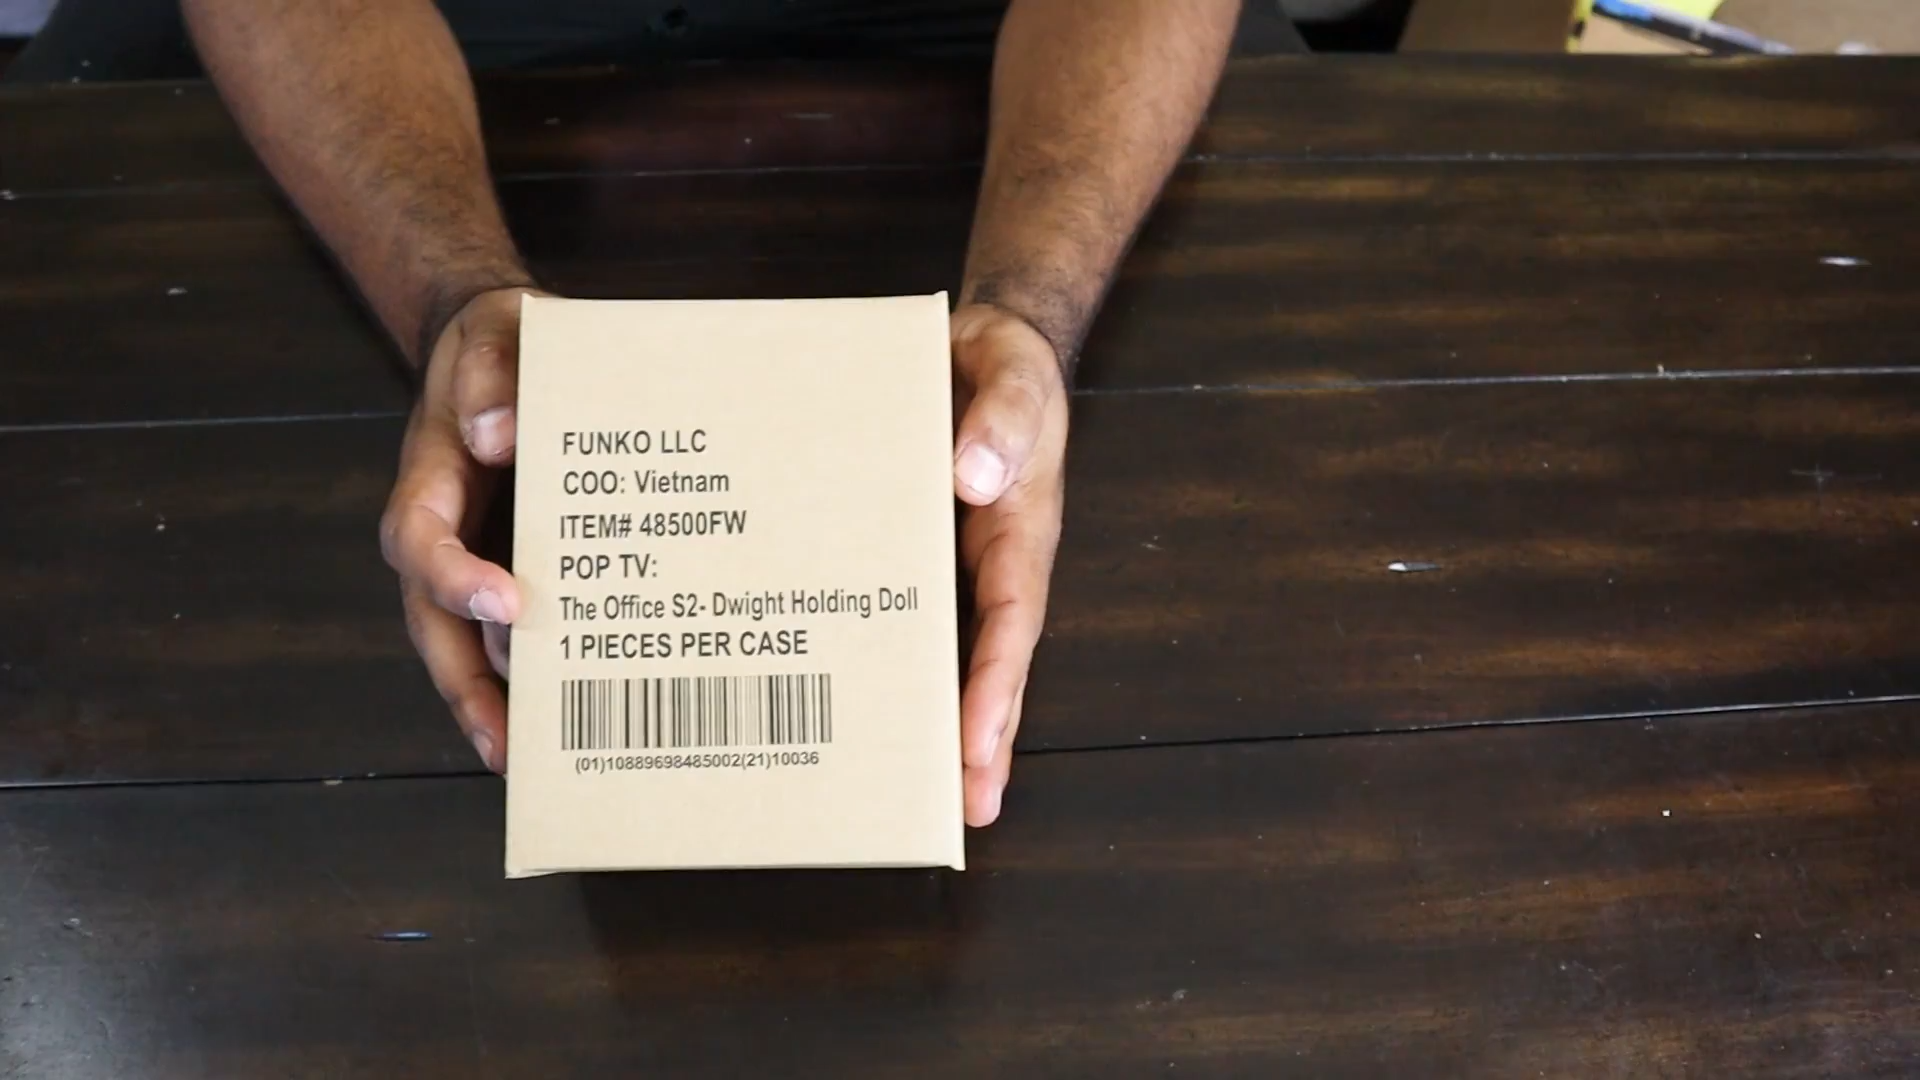 FUNKO LLC
COO: Vietnam
ITEM# 48500FW
POP TV:
The Office S2- Dwight Holding Doll
1 PIECES PER CASE
(01)10889698485002(21)10036